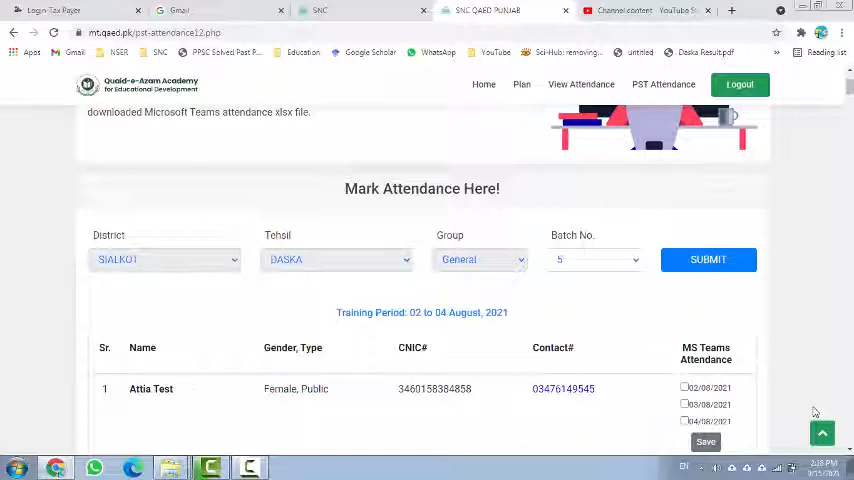 Login-Tax Payer
Gmail
SNC
SNC QAED PUNJAB
Channel content - YouTube S
mt.qaed.pk/pst-attendance12.php
Apps Gmail NSER SNC PPSC Solved Past P... Education Google Scholar WhatsApp YouTube Sci-Hub: removing... Daska Result.pdf Reading list
Quaid-e-Azam Academy
for Educational Development
Home Plan View Attendance PST Attendance Logout
downloaded Microsoft Teams attendance xlsx file.
Mark Attendance Here!
District Tehsil Group Batch No.
SIALKOT DASKA General 5 SUBMIT
Training Period: 02 to 04 August, 2021
Sr. Name Gender, Type CNIC# Contact# MS Teams
Attendance
1 Attia Test Female, Public 3460158384858 03476149545
02/08/2021
03/08/2021
04/08/2021
Save
EN
2:28 PM
9/15/2021